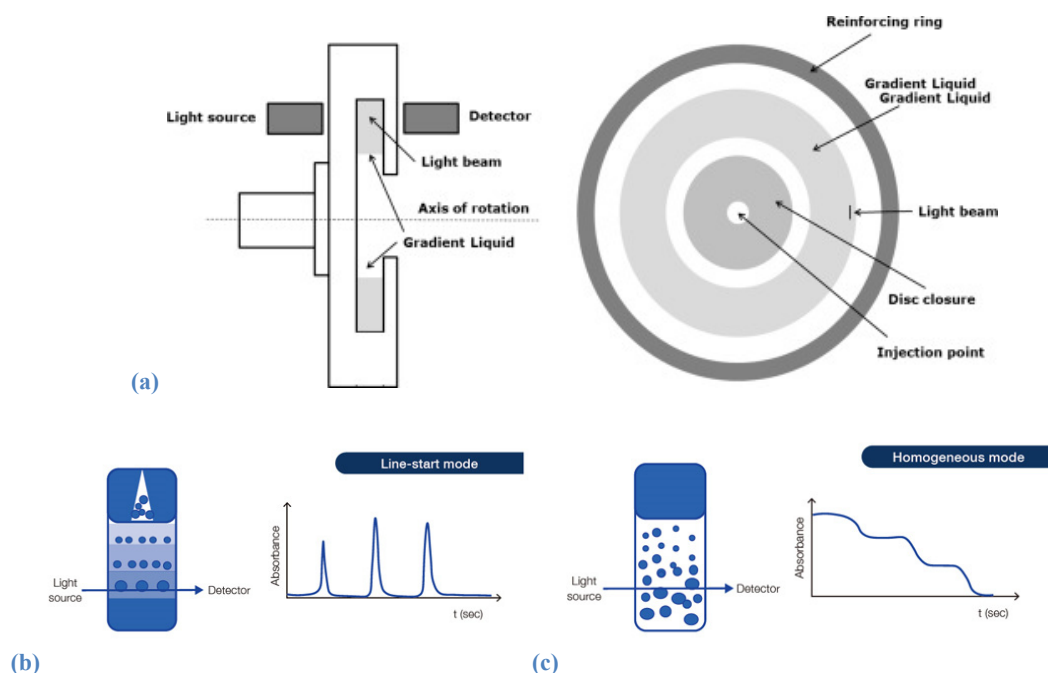 Light source
Detector
Light beam
Axis of rotation
Gradient Liquid
(a)
Reinforcing ring
Gradient Liquid
Gradient Liquid
Light beam
Disc closure
Injection point
Line-start mode
Light
source
Detector
Absorbance
t (sec)
(b)
Homogeneous mode
Light
source
Detector
Absorbance
t (sec)
(c)